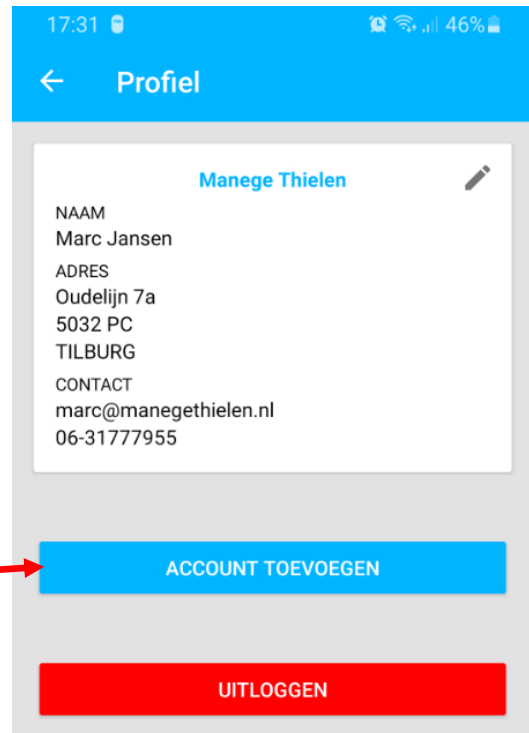 17:31 46%
Profiel
Manege Thielen
NAAM
Marc Jansen
ADRES
Oudelijn 7a
5032 PC
TILBURG
CONTACT
marc@manegethielen.nl
06-31777955
ACCOUNT TOEVOEGEN
UITLOGGEN